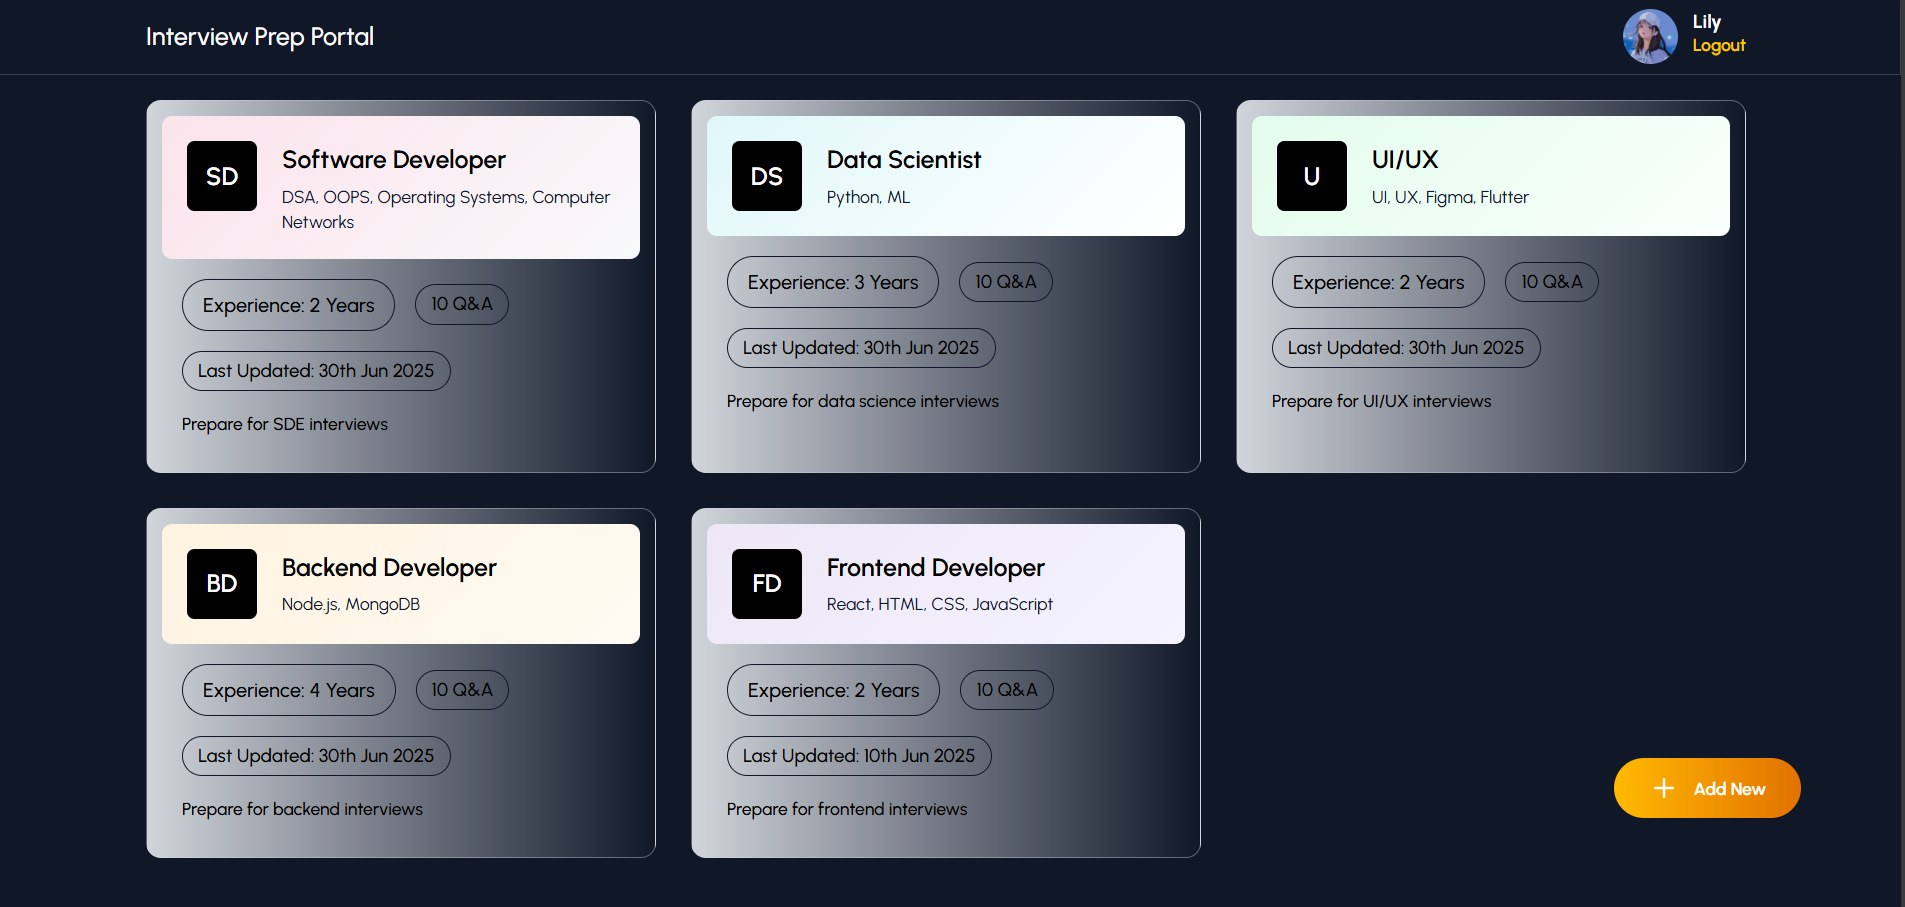 Interview Prep Portal
Lily
Logout
SD
Software Developer
DSA, OOPS, Operating Systems, Computer
Networks
Experience: 2 Years
10 Q&A
Last Updated: 30th Jun 2025
Prepare for SDE interviews
DS
Data Scientist
Python, ML
Experience: 3 Years
10 Q&A
Last Updated: 30th Jun 2025
Prepare for data science interviews
U
UI/UX
UI, UX, Figma, Flutter
Experience: 2 Years
10 Q&A
Last Updated: 30th Jun 2025
Prepare for UI/UX interviews
BD
Backend Developer
Node.js, MongoDB
Experience: 4 Years
10 Q&A
Last Updated: 30th Jun 2025
Prepare for backend interviews
FD
Frontend Developer
React, HTML, CSS, JavaScript
Experience: 2 Years
10 Q&A
Last Updated: 10th Jun 2025
Prepare for frontend interviews
+ Add New